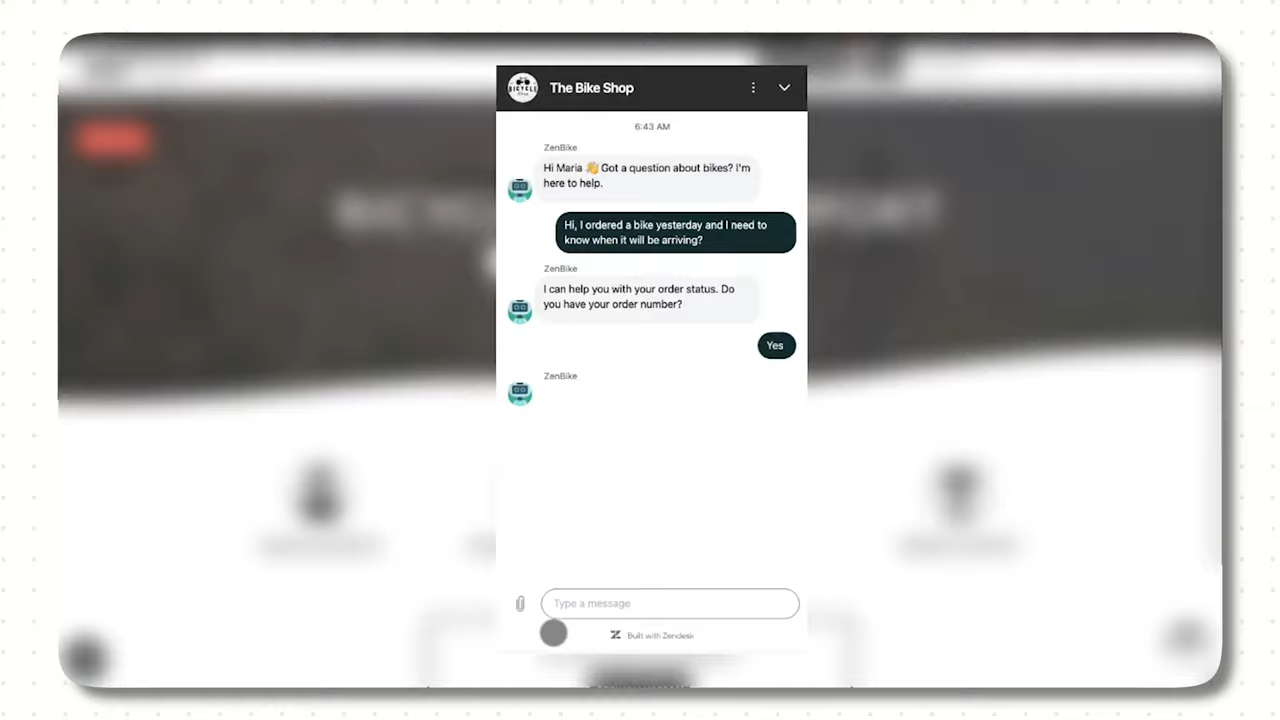 The Bike Shop
6:43 AM
ZenBike
Hi Maria 👋 Got a question about bikes? I'm
here to help.
Hi, I ordered a bike yesterday and I need to
know when it will be arriving?
ZenBike
I can help you with your order status. Do
you have your order number?
Yes
ZenBike
Type a message
Built with Zendesk